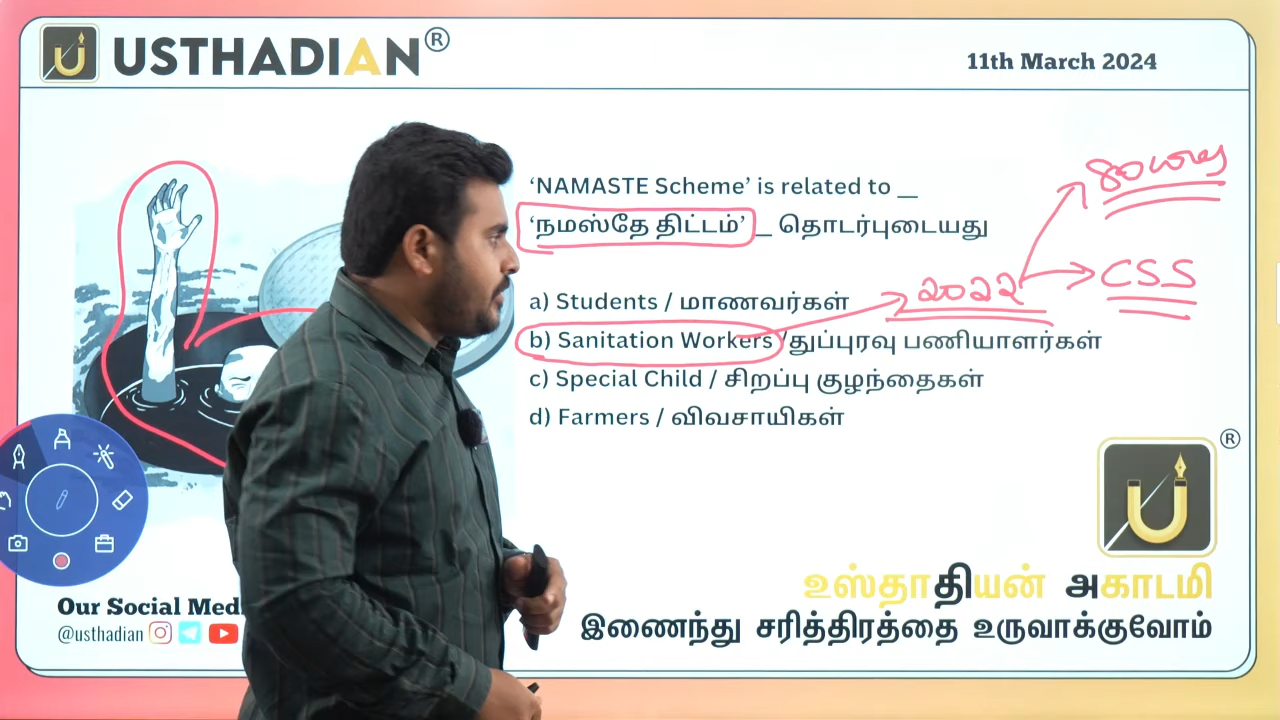 USTHADIAN®
11th March 2024
‘NAMASTE Scheme’ is related to __
‘நமஸ்தே திட்டம்’ _ தொடர்புடையது
a) Students / மாணவர்கள்
b) Sanitation Workers /துப்புரவு பணியாளர்கள்
c) Special Child / சிறப்பு குழந்தைகள்
d) Farmers / விவசாயிகள்
2022
CSS
®
உஸ்தாதியன் அகாடமி
இணைந்து சரித்திரத்தை உருவாக்குவோம்
Our Social Med
@usthadian